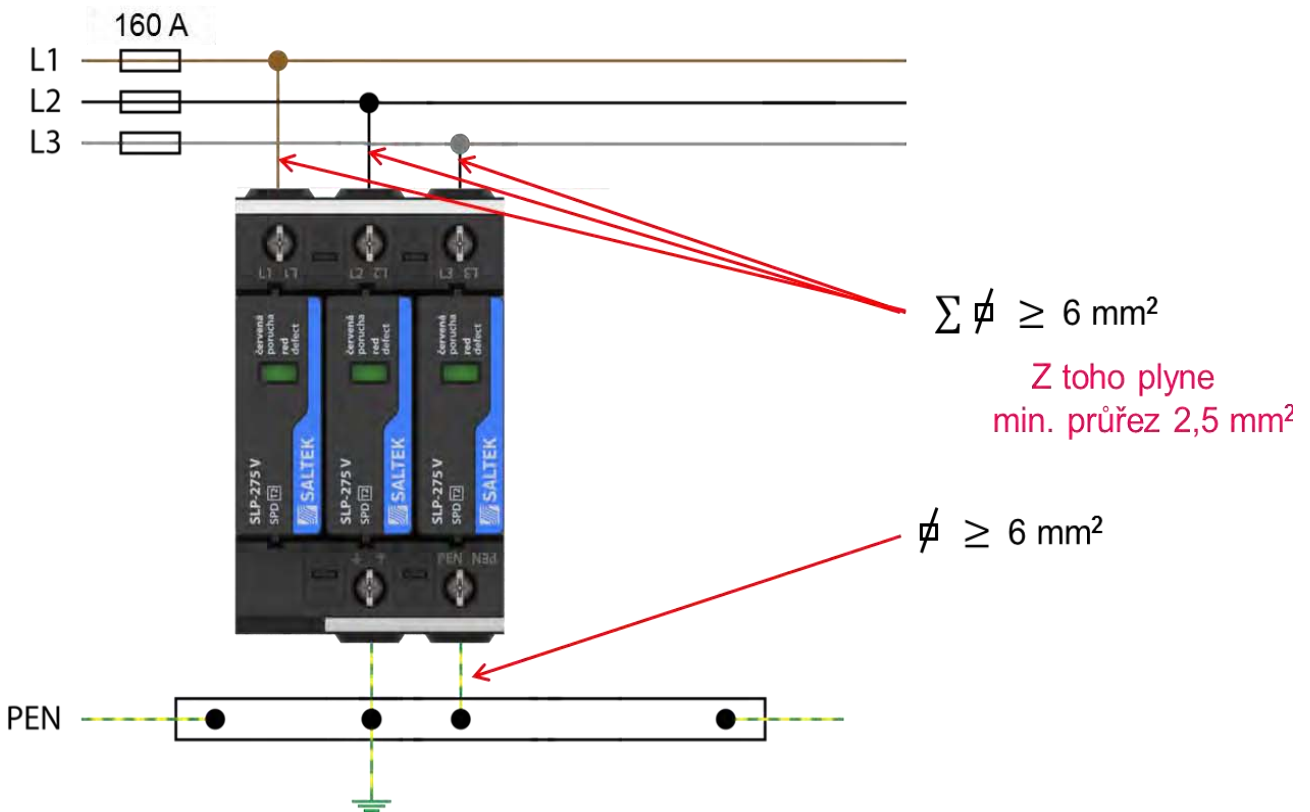 160 A
L1
L2
L3
L1 L1
L2 L2
L3 L3
červená
porucha
red
defect
červená
porucha
red
defect
červená
porucha
red
defect
SLP-275 V
SPD T2
SALTEK
SLP-275 V
SPD T2
SALTEK
SLP-275 V
SPD T2
SALTEK
PEN PEN
∑ ≥ 6 mm²
Z toho plyne
min. průřez 2,5 mm²
≥ 6 mm²
PEN